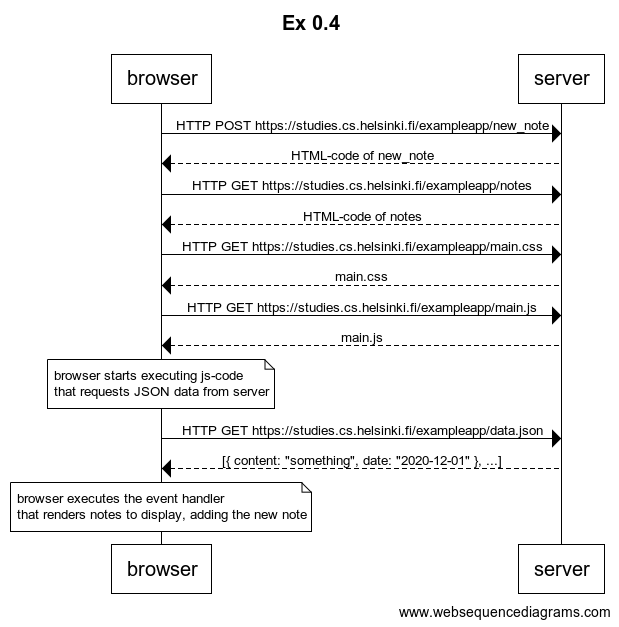 Ex 0.4
browser
server
HTTP POST https://studies.cs.helsinki.fi/exampleapp/new_note
HTML-code of new_note
HTTP GET https://studies.cs.helsinki.fi/exampleapp/notes
HTML-code of notes
HTTP GET https://studies.cs.helsinki.fi/exampleapp/main.css
main.css
HTTP GET https://studies.cs.helsinki.fi/exampleapp/main.js
main.js
browser starts executing js-code
that requests JSON data from server
HTTP GET https://studies.cs.helsinki.fi/exampleapp/data.json
[{ content: "something", date: "2020-12-01" }, ...]
browser executes the event handler
that renders notes to display, adding the new note
browser
server
www.websequencediagrams.com